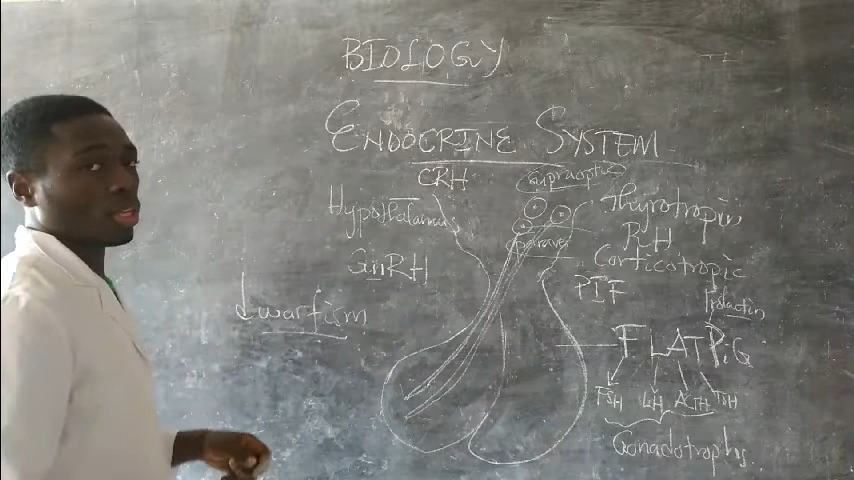 BIOLOGY
ENDOCRINE SYSTEM
CRH
Supraoptic
Hypothalamus
Thyrotropin
RH
GnRH
Corticotropic
PIF
Prolactin
dwarfism
FLATPiG
FSH LH ACTH TSH
Gonadotrophs